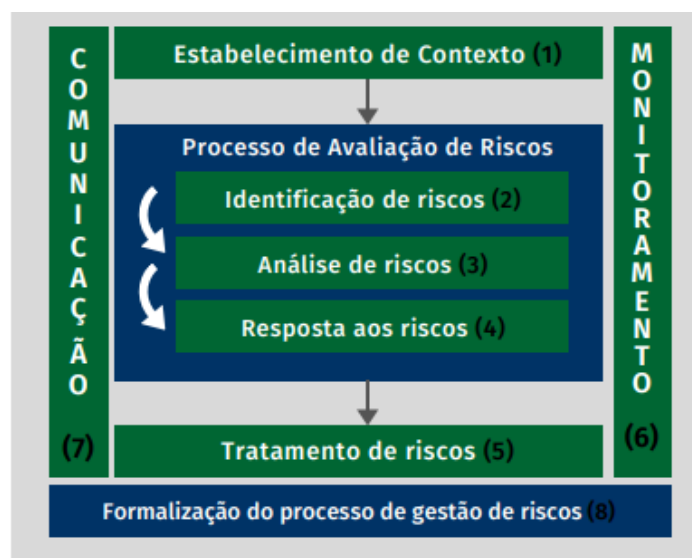 COMUNICAÇÃO (7)
Estabelecimento de Contexto (1)
Processo de Avaliação de Riscos
Identificação de riscos (2)
Análise de riscos (3)
Resposta aos riscos (4)
Tratamento de riscos (5)
MONITORAMENTO (6)
Formalização do processo de gestão de riscos (8)